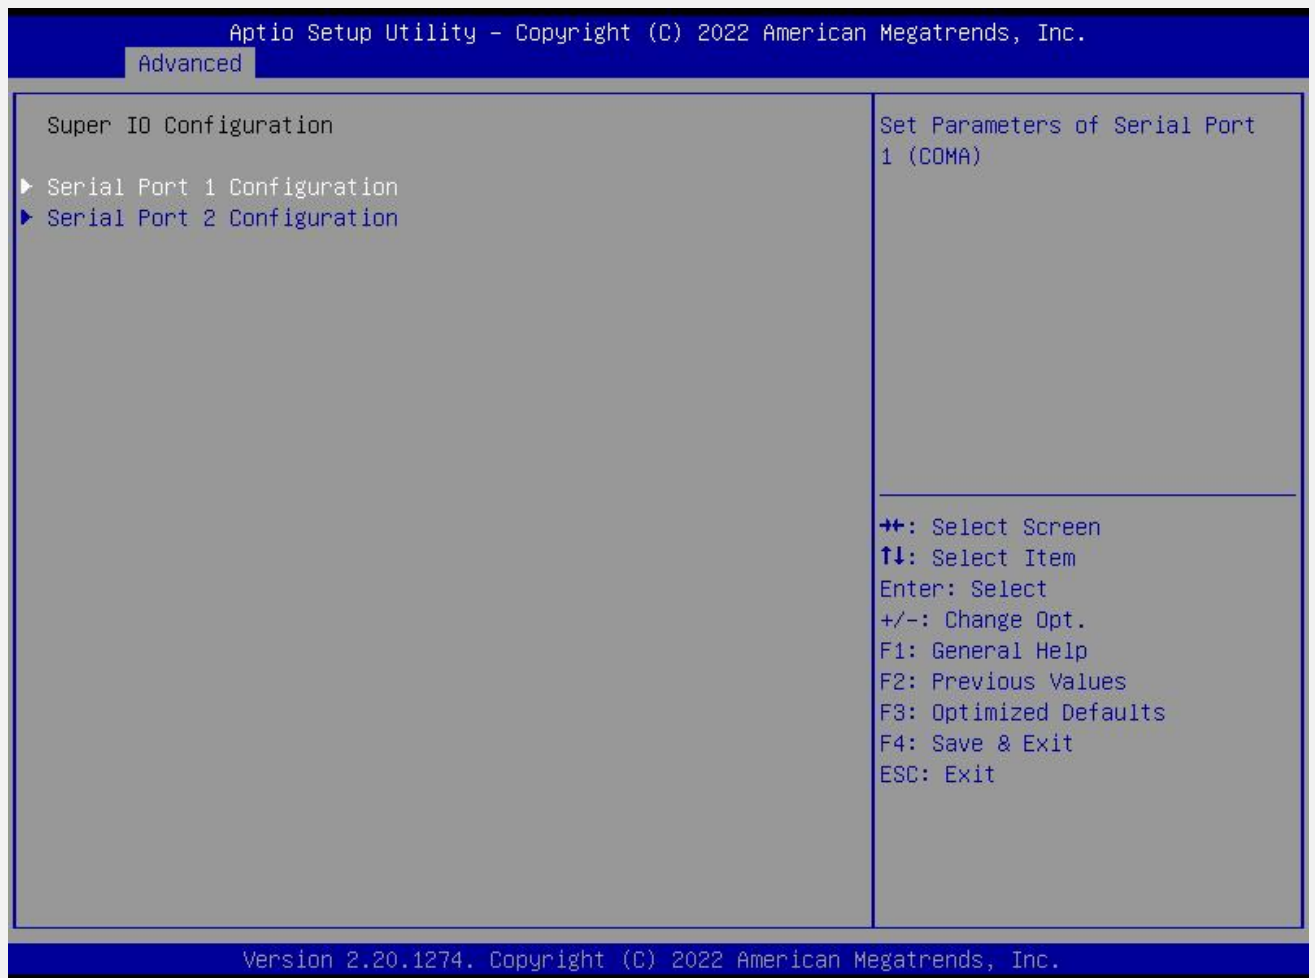 Aptio Setup Utility – Copyright (C) 2022 American Megatrends, Inc.
Advanced
Super IO Configuration
Serial Port 1 Configuration
Serial Port 2 Configuration
Set Parameters of Serial Port
1 (COMA)
→←: Select Screen
↑↓: Select Item
Enter: Select
+/-: Change Opt.
F1: General Help
F2: Previous Values
F3: Optimized Defaults
F4: Save & Exit
ESC: Exit
Version 2.20.1274. Copyright (C) 2022 American Megatrends, Inc.